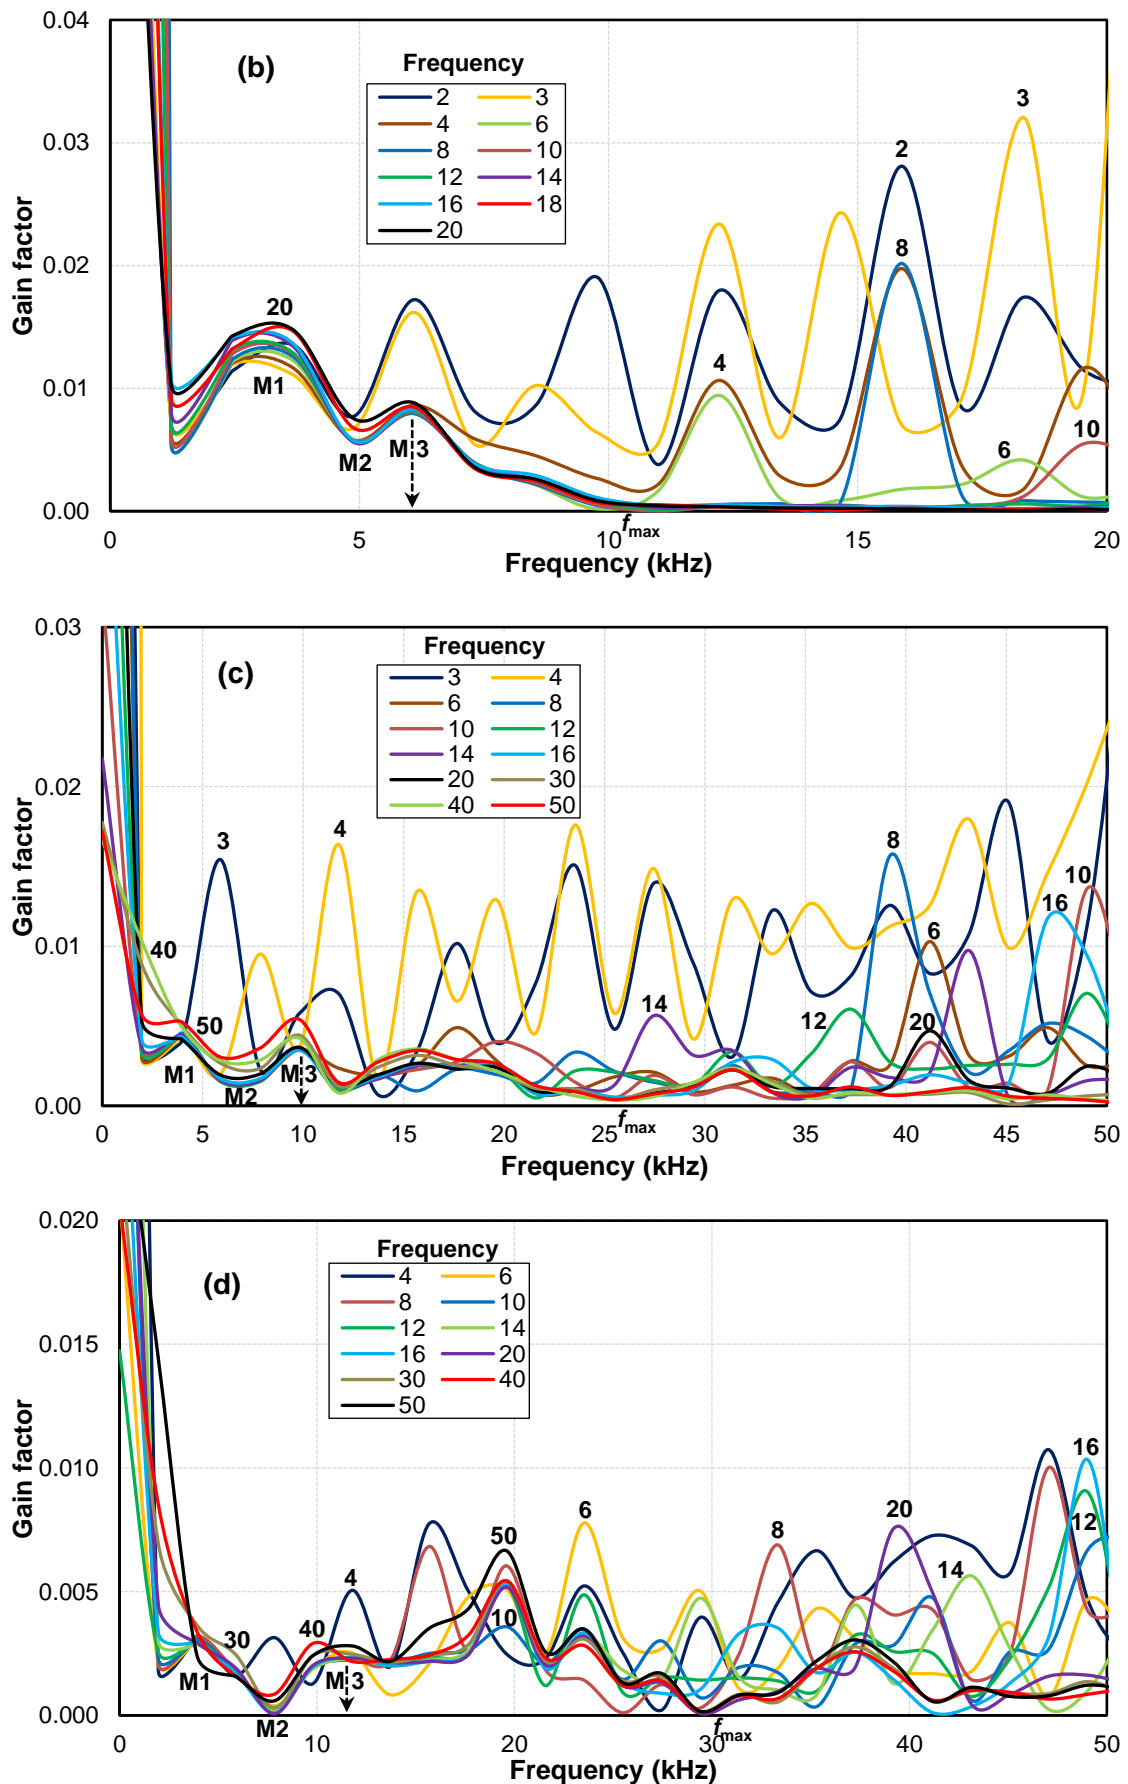 0.04
(b)
Frequency
2 3
4 6
8 10
12 14
16 18
20
3
0.03
2
8
0.02
20
4
M1
0.01
10
M2 M3
6
0.00
f max
0 5 10 15 20
Frequency (kHz)
Gain factor
0.03
Frequency
(c)
3 4
6 8
10 12
14 16
20 30
40 50
0.02
3 4 8
10
16
0.01
40 6
50 14 12 20
M1 M3
M2
0.00
f max
0 5 10 15 20 25 30 35 40 45 50
Frequency (kHz)
Gain factor
0.020
Frequency
(d)
4 6
8 10
12 14
16 20
30 40
50
0.015
0.010
16
6 20 12
50 8
14
0.005
4
40 10
30
M1 M3
0.000
M2 f max
0 10 20 30 40 50
Frequency (kHz)
Gain factor